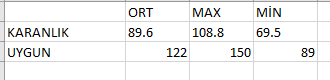 ORT MAX MİN
KARANLIK 89.6 108.8 69.5
UYGUN 122 150 89